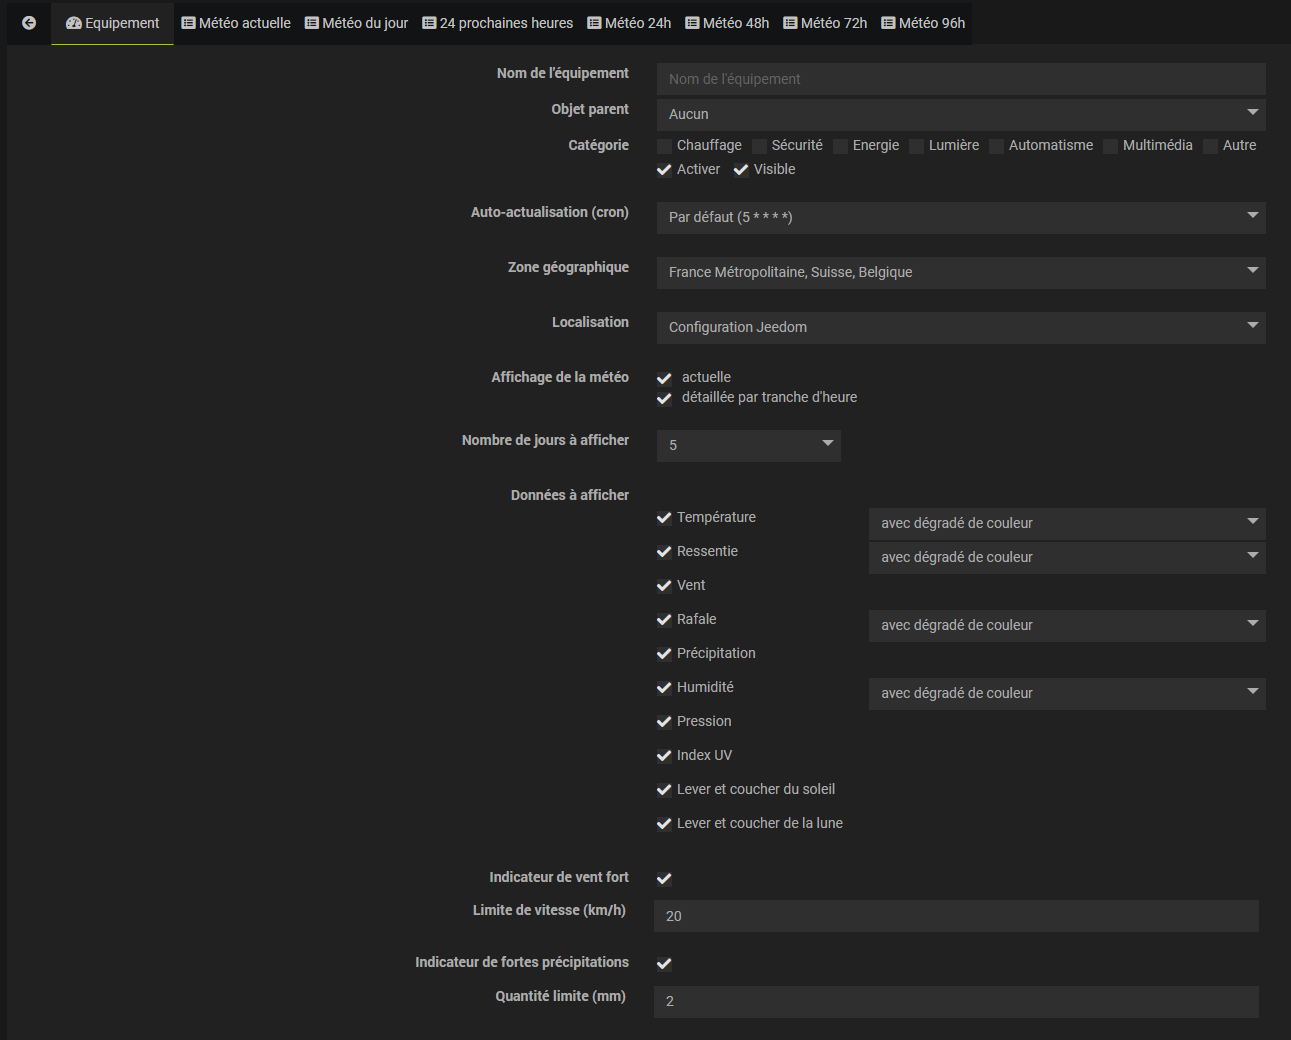 Equipement Météo actuelle Météo du jour 24 prochaines heures Météo 24h Météo 48h Météo 72h Météo 96h
Nom de l'équipement Nom de l'équipement
Objet parent Aucun
Catégorie Chauffage Sécurité Energie Lumière Automatisme Multimédia Autre
Activer Visible
Auto-actualisation (cron) Par défaut (5 * * * *)
Zone géographique France Métropolitaine, Suisse, Belgique
Localisation Configuration Jeedom
Affichage de la météo actuelle
détaillée par tranche d'heure
Nombre de jours à afficher 5
Données à afficher
Température avec dégradé de couleur
Ressentie avec dégradé de couleur
Vent
Rafale avec dégradé de couleur
Précipitation
Humidité avec dégradé de couleur
Pression
Index UV
Lever et coucher du soleil
Lever et coucher de la lune
Indicateur de vent fort
Limite de vitesse (km/h) 20
Indicateur de fortes précipitations
Quantité limite (mm) 2